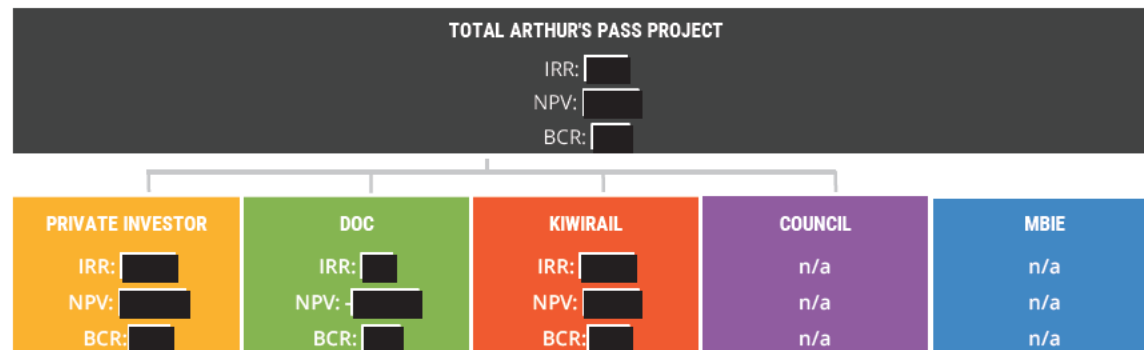 TOTAL ARTHUR'S PASS PROJECT
IRR:
NPV:
BCR:
PRIVATE INVESTOR
IRR:
NPV:
BCR:
DOC
IRR:
NPV: -
BCR:
KIWIRAIL
IRR:
NPV:
BCR:
COUNCIL
n/a
n/a
n/a
MBIE
n/a
n/a
n/a